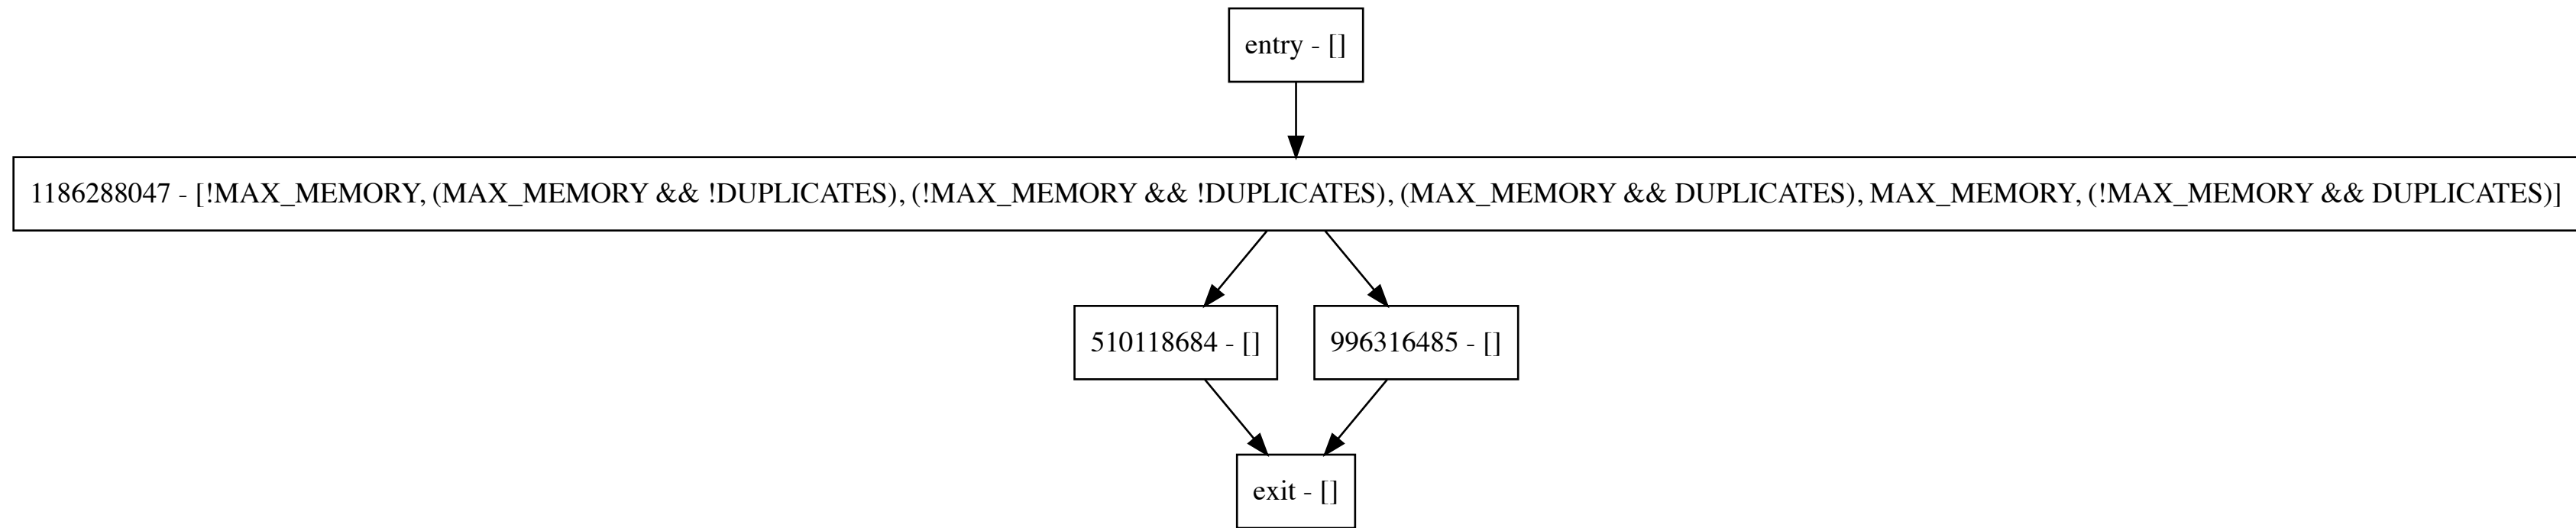 entry - []
1186288047 - [!MAX_MEMORY, (MAX_MEMORY && !DUPLICATES), (!MAX_MEMORY && !DUPLICATES), (MAX_MEMORY && DUPLICATES), MAX_MEMORY, (!MAX_MEMORY && DUPLICATES)]
510118684 - []
996316485 - []
exit - []